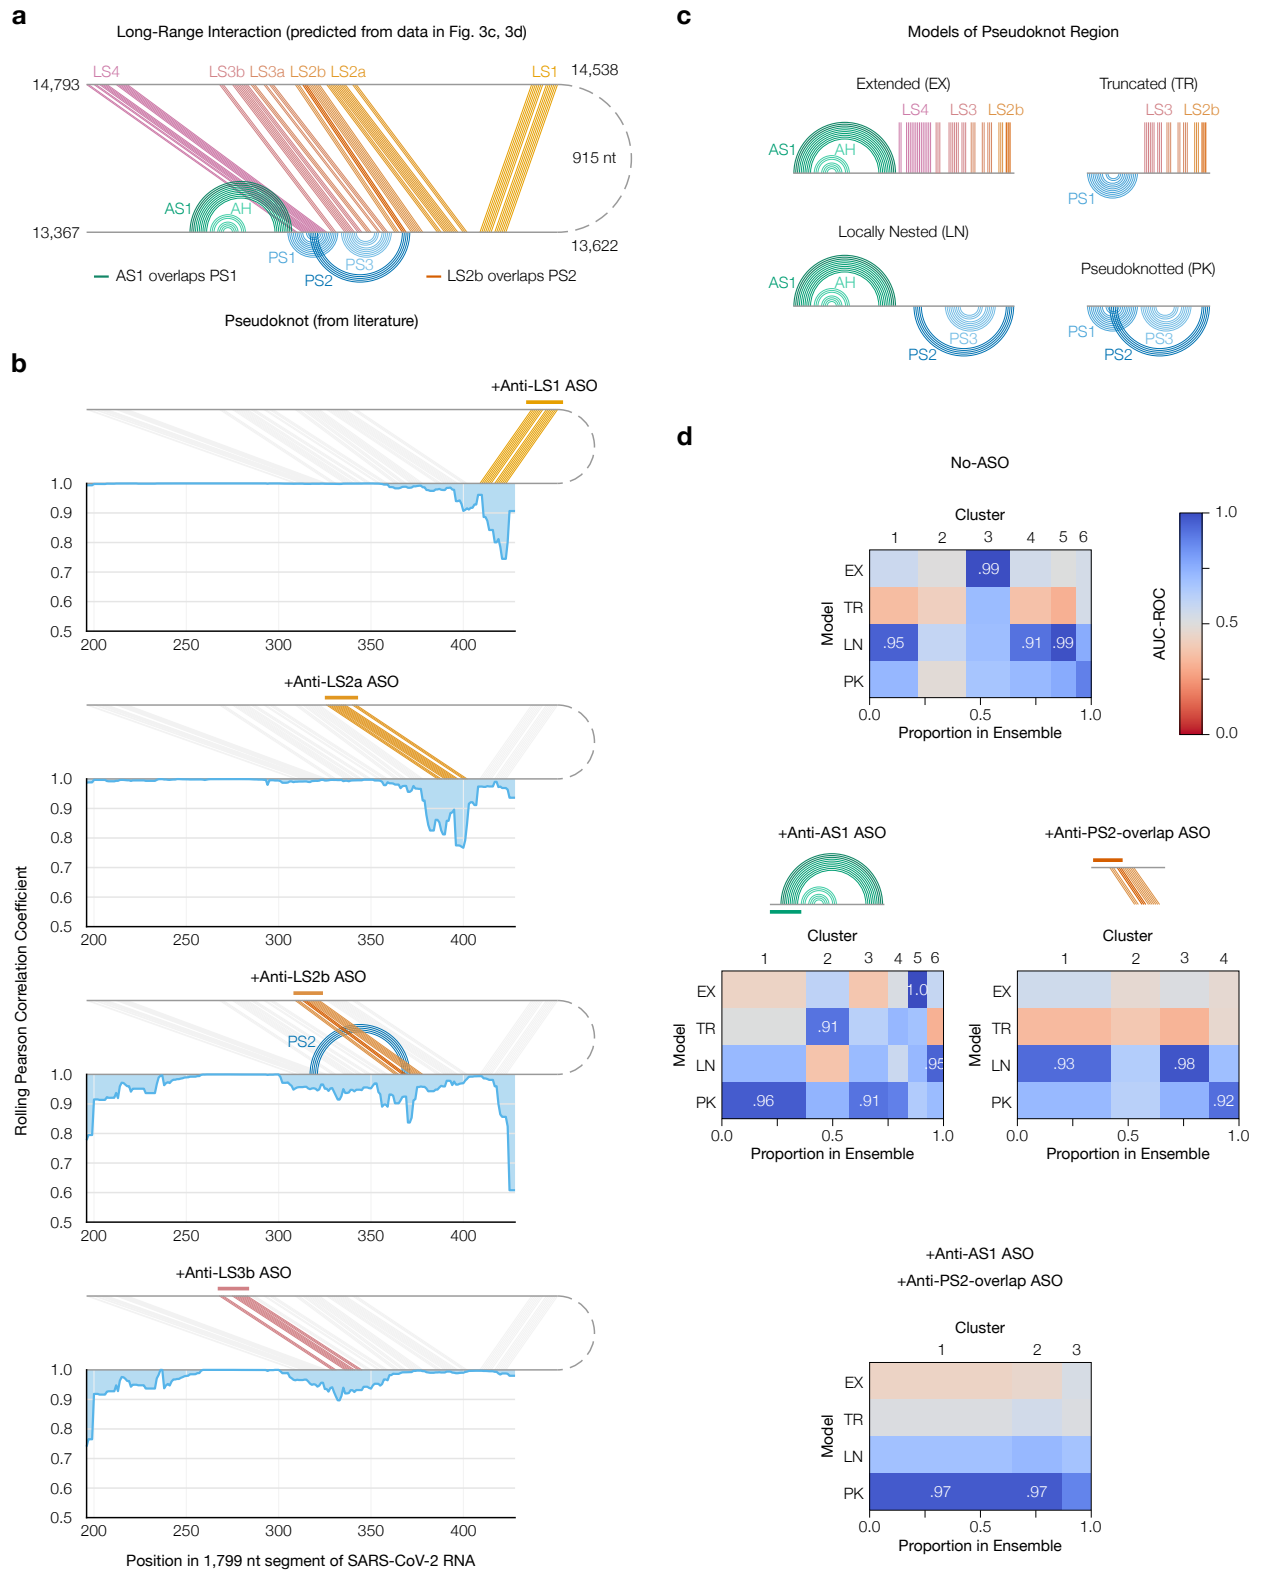 a
Long-Range Interaction (predicted from data in Fig. 3c, 3d)
LS4 LS3b LS3a LS2b LS2a LS1
14,793 14,538
915 nt
AS1 AH
13,367 13,622
PS1 PS2 PS3
AS1 overlaps PS1 LS2b overlaps PS2
Pseudoknot (from literature)
b
Rolling Pearson Correlation Coefficient
+Anti-LS1 ASO
1.0
0.9
0.8
0.7
0.6
0.5
200 250 300 350 400
+Anti-LS2a ASO
1.0
0.9
0.8
0.7
0.6
0.5
200 250 300 350 400
+Anti-LS2b ASO
PS2
1.0
0.9
0.8
0.7
0.6
0.5
200 250 300 350 400
+Anti-LS3b ASO
1.0
0.9
0.8
0.7
0.6
0.5
200 250 300 350 400
Position in 1,799 nt segment of SARS-CoV-2 RNA
c
Models of Pseudoknot Region
Extended (EX)
LS4 LS3 LS2b
AS1 AH
Truncated (TR)
LS3 LS2b
PS1
Locally Nested (LN)
AS1 AH
PS2 PS3
Pseudoknotted (PK)
PS1 PS2 PS3
d
No-ASO
Cluster
1 2 3 4 5 6
Model
EX .99
TR
LN .95 .91 .99
PK
0.0 0.5 1.0
Proportion in Ensemble
AUC-ROC
1.0
0.5
0.0
+Anti-AS1 ASO
Cluster
1 2 3 4 5 6
Model
EX 1.0
TR .91
LN .95
PK .96 .91
0.0 0.5 1.0
Proportion in Ensemble
+Anti-PS2-overlap ASO
Cluster
1 2 3 4
Model
EX
TR
LN .93 .98
PK .92
0.0 0.5 1.0
Proportion in Ensemble
+Anti-AS1 ASO
+Anti-PS2-overlap ASO
Cluster
1 2 3
Model
EX
TR
LN
PK .97 .97
0.0 0.5 1.0
Proportion in Ensemble